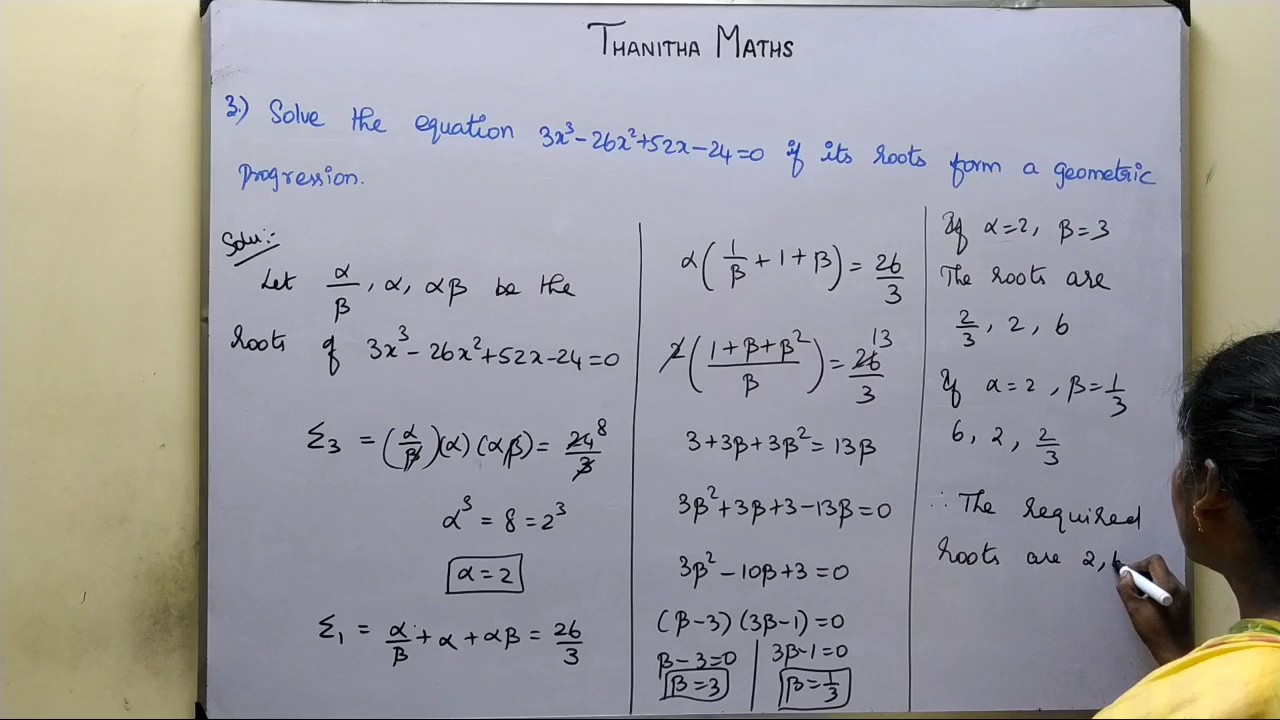 THANITHA MATHS
3.) Solve the equation 3x³-26x²+52x-24=0 if its roots form a geometric
progression.
Solu:-
Let α/β, α, αβ be the
roots of 3x³-26x²+52x-24=0
Σ₃ = (α/β)(α)(αβ) = 24/3 8
α³ = 8 = 2³
α = 2
Σ₁ = α/β + α + αβ = 26/3
α(1/β + 1 + β) = 26/3
2((1+β+β²)/β) = 26/3 13
3+3β+3β² = 13β
3β²+3β+3-13β=0
3β²-10β+3=0
(β-3)(3β-1)=0
β-3=0 | 3β-1=0
β=3 | β=1/3
If α=2, β=3
The roots are
2/3, 2, 6
If α=2, β=1/3
6, 2, 2/3
∴ The required
roots are 2,